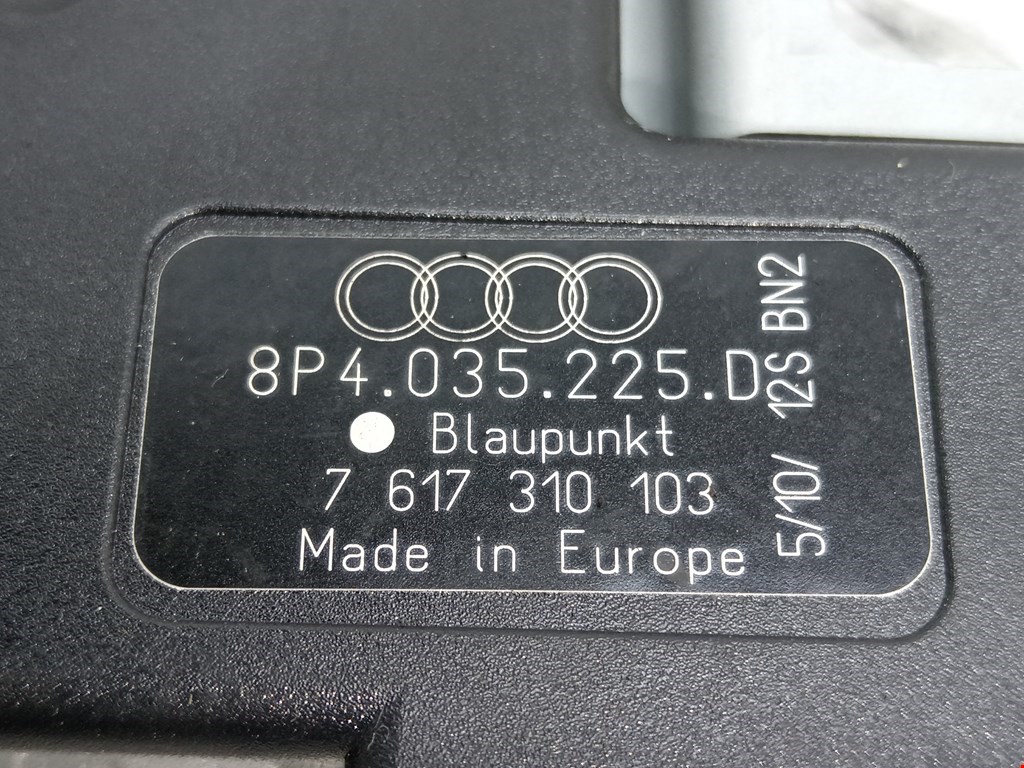 8P4.035.225.D
Blaupunkt
7 617 310 103
Made in Europe
5/10/ 12S BN2